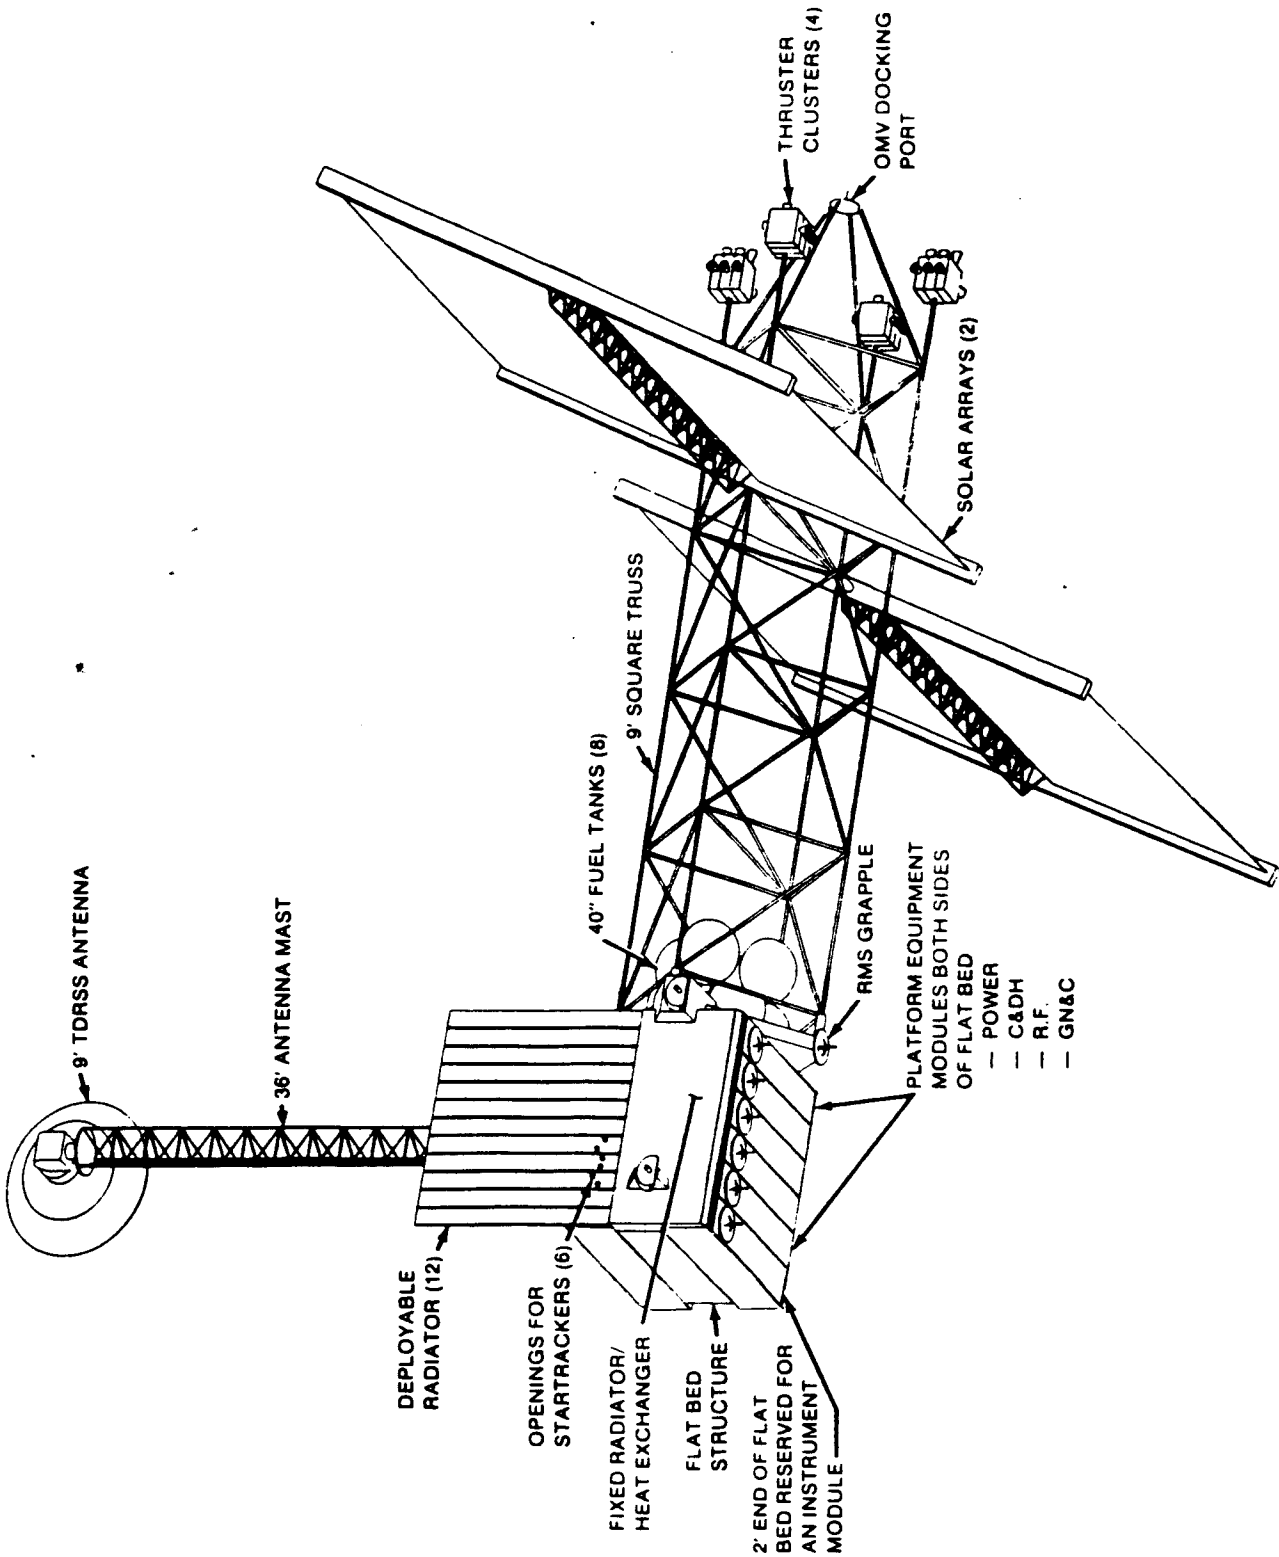 9' TDRSS ANTENNA
36' ANTENNA MAST
DEPLOYABLE
RADIATOR (12)
OPENINGS FOR
STARTRACKERS (6)
FIXED RADIATOR/
HEAT EXCHANGER
FLAT BED
STRUCTURE
2' END OF FLAT
BED RESERVED FOR
AN INSTRUMENT
MODULE
40" FUEL TANKS (8)
9' SQUARE TRUSS
RMS GRAPPLE
PLATFORM EQUIPMENT
MODULES BOTH SIDES
OF FLAT BED
— POWER
— C&DH
— R.F.
— GN&C
SOLAR ARRAYS (2)
THRUSTER
CLUSTERS (4)
OMV DOCKING
PORT